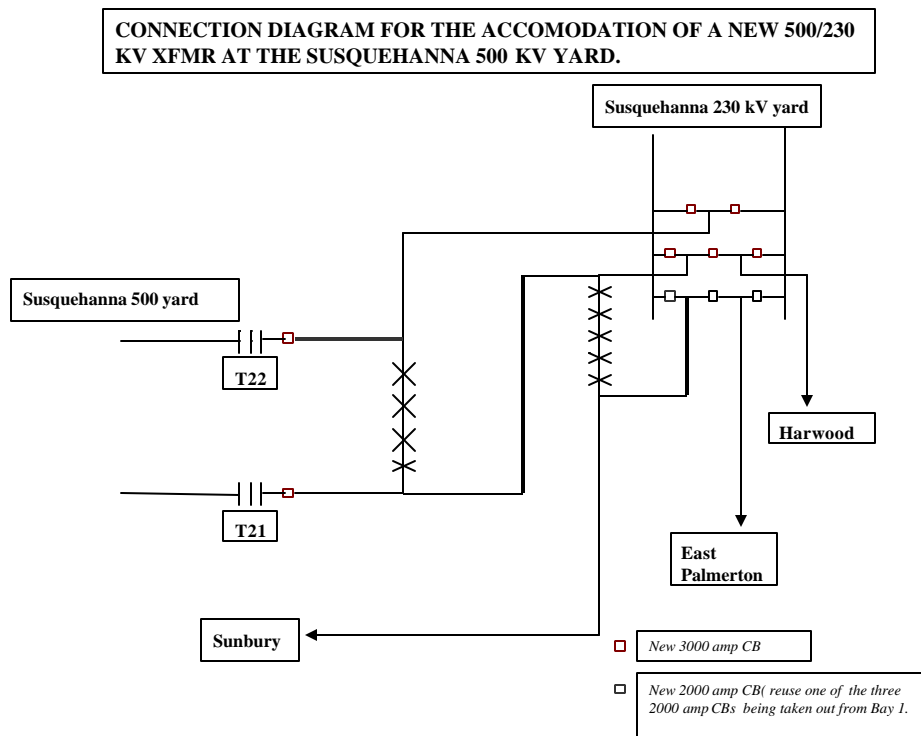 CONNECTION DIAGRAM FOR THE ACCOMODATION OF A NEW 500/230
KV XFMR AT THE SUSQUEHANNA 500 KV YARD.
Susquehanna 230 kV yard
Susquehanna 500 yard
T22
Harwood
T21
East
Palmerton
Sunbury
New 3000 amp CB
New 2000 amp CB( reuse one of the three
2000 amp CBs being taken out from Bay 1.